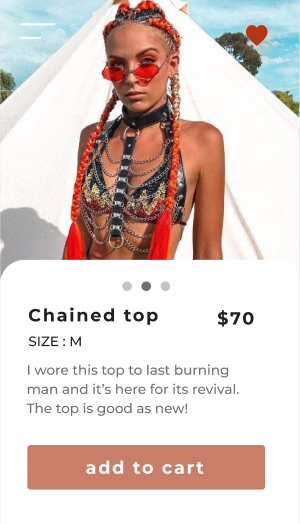 Chained top
$70
SIZE : M
I wore this top to last burning
man and it’s here for its revival.
The top is good as new!
add to cart